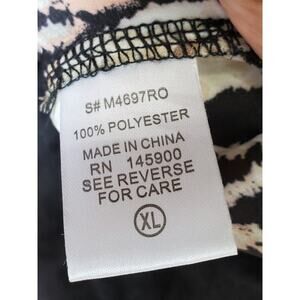 S# M4697RO
100% POLYESTER
MADE IN CHINA
RN 145900
SEE REVERSE
FOR CARE
XL